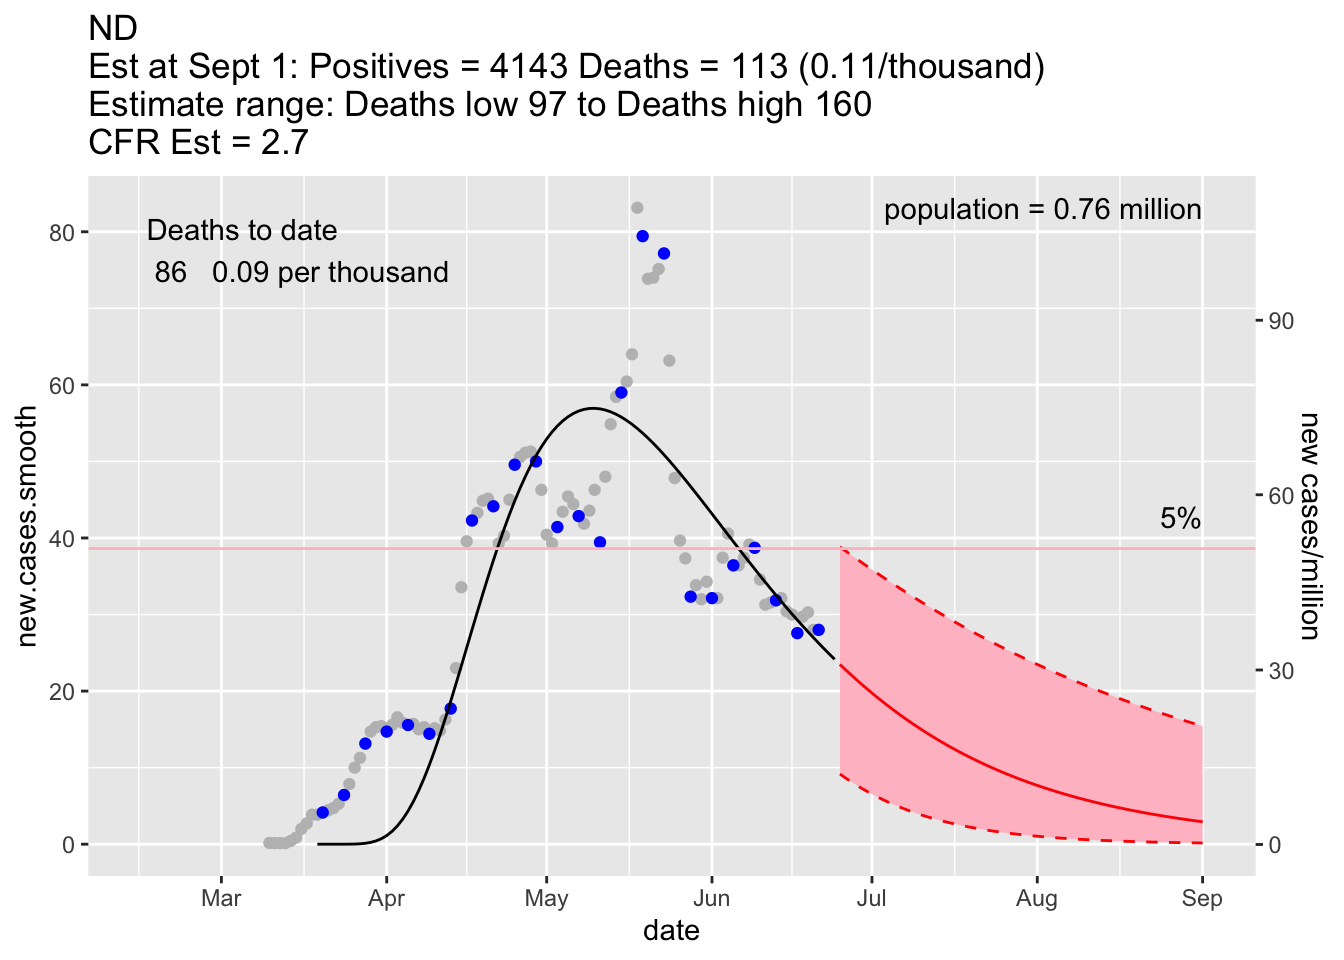 ND
Est at Sept 1: Positives = 4143 Deaths = 113 (0.11/thousand)
Estimate range: Deaths low 97 to Deaths high 160
CFR Est = 2.7
Deaths to date
86 0.09 per thousand
population = 0.76 million
5%
80
60
40
20
0
new.cases.smooth
90
60
30
0
new cases/million
Mar Apr May Jun Jul Aug Sep
date